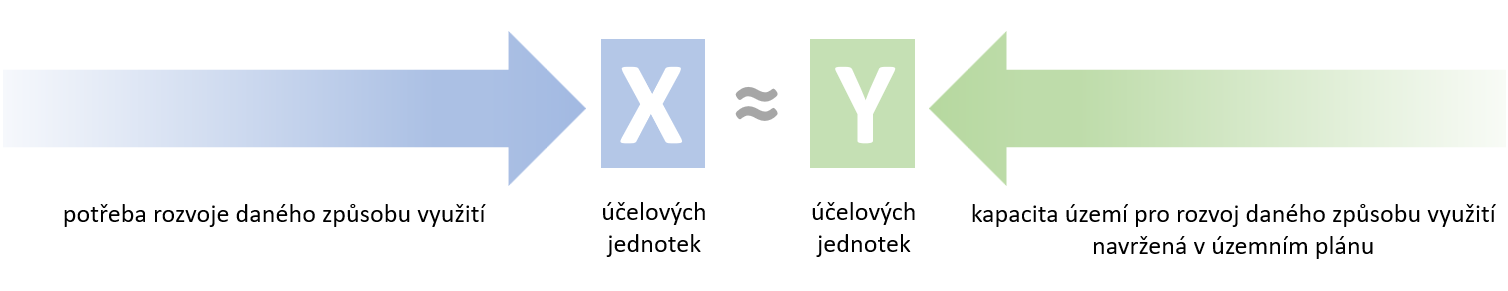 X ≈ Y
potřeba rozvoje daného způsobu využití
účelových
jednotek
účelových
jednotek
kapacita území pro rozvoj daného způsobu využití
navržená v územním plánu